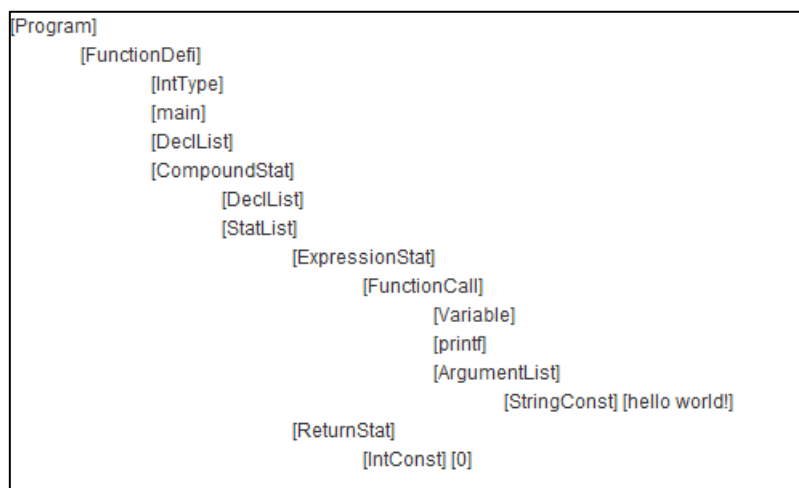 [Program]
[FunctionDefi]
[IntType]
[main]
[DeclList]
[CompoundStat]
[DeclList]
[StatList]
[ExpressionStat]
[FunctionCall]
[Variable]
[printf]
[ArgumentList]
[StringConst] [hello world!]
[ReturnStat]
[IntConst] [0]